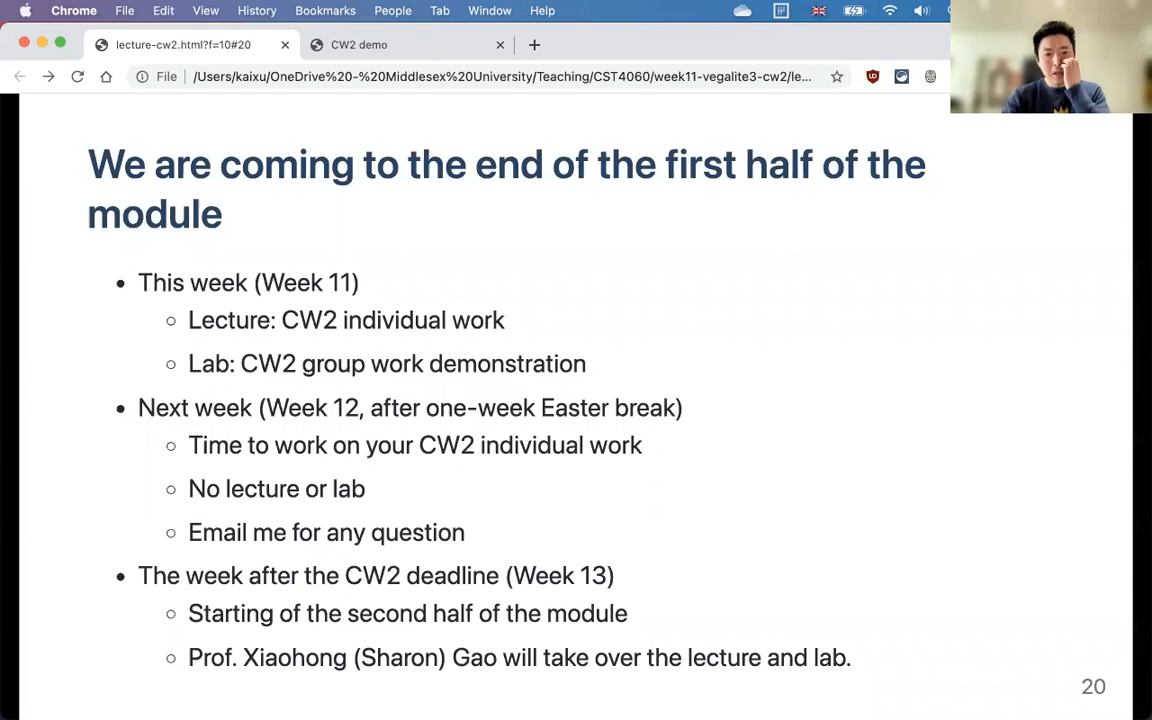 Chrome File Edit View History Bookmarks People Tab Window Help
lecture-cw2.html?f=10#20
CW2 demo
File /Users/kaixu/OneDrive%20-%20Middlesex%20University/Teaching/CST4060/week11-vegalite3-cw2/le...
We are coming to the end of the first half of the
module
This week (Week 11)
Lecture: CW2 individual work
Lab: CW2 group work demonstration
Next week (Week 12, after one-week Easter break)
Time to work on your CW2 individual work
No lecture or lab
Email me for any question
The week after the CW2 deadline (Week 13)
Starting of the second half of the module
Prof. Xiaohong (Sharon) Gao will take over the lecture and lab.
20